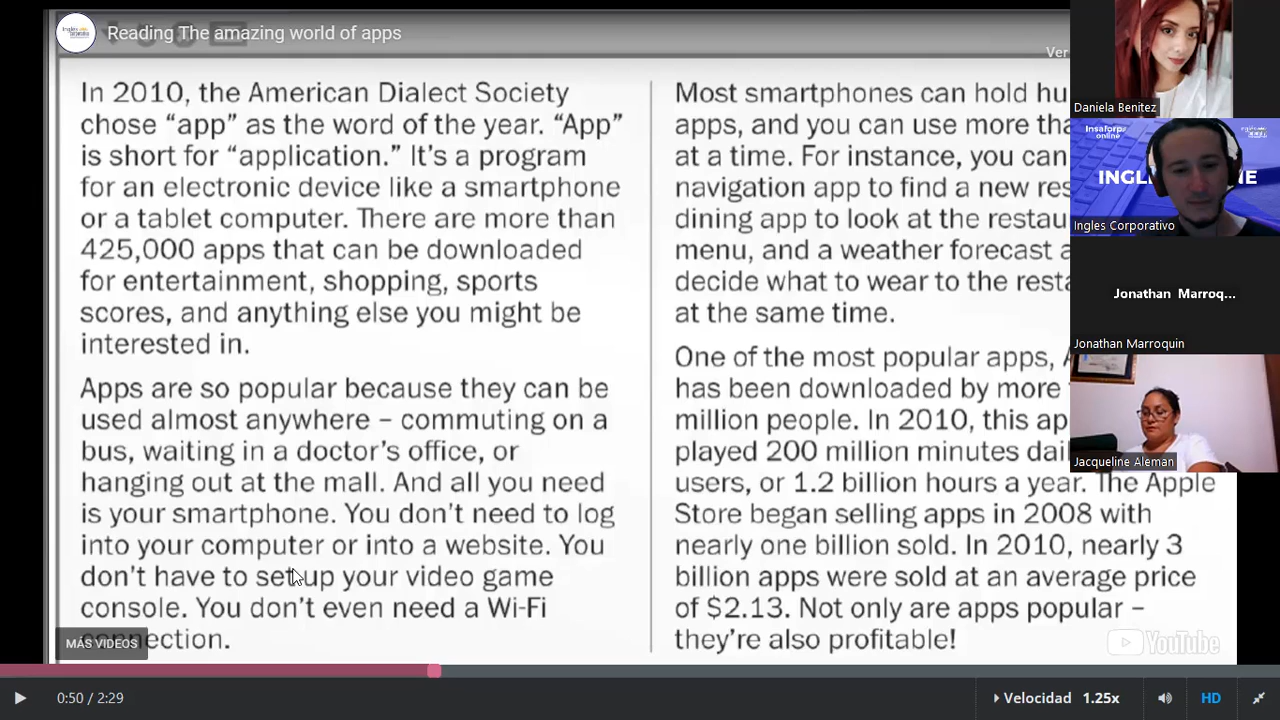 Reading The amazing world of apps
Ver
In 2010, the American Dialect Society
chose “app” as the word of the year. “App”
is short for “application.” It’s a program
for an electronic device like a smartphone
or a tablet computer. There are more than
425,000 apps that can be downloaded
for entertainment, shopping, sports
scores, and anything else you might be
interested in.
Apps are so popular because they can be
used almost anywhere – commuting on a
bus, waiting in a doctor’s office, or
hanging out at the mall. And all you need
is your smartphone. You don’t need to log
into your computer or into a website. You
don’t have to set up your video game
console. You don’t even need a Wi-Fi
connection.
MÁS VIDEOS
Most smartphones can hold hu
apps, and you can use more tha
at a time. For instance, you can
navigation app to find a new res
dining app to look at the restau
menu, and a weather forecast a
decide what to wear to the resta
at the same time.
One of the most popular apps, A
has been downloaded by more
million people. In 2010, this ap
played 200 million minutes dai
users, or 1.2 billion hours a year. The Apple
Store began selling apps in 2008 with
nearly one billion sold. In 2010, nearly 3
billion apps were sold at an average price
of $2.13. Not only are apps popular –
they’re also profitable!
YouTube
Daniela Benitez
Insaforp
online
INGL E
Ingles Corporativo
Jonathan Marroq...
Jonathan Marroquin
Jacqueline Aleman
0:50 / 2:29
Velocidad 1.25x
HD